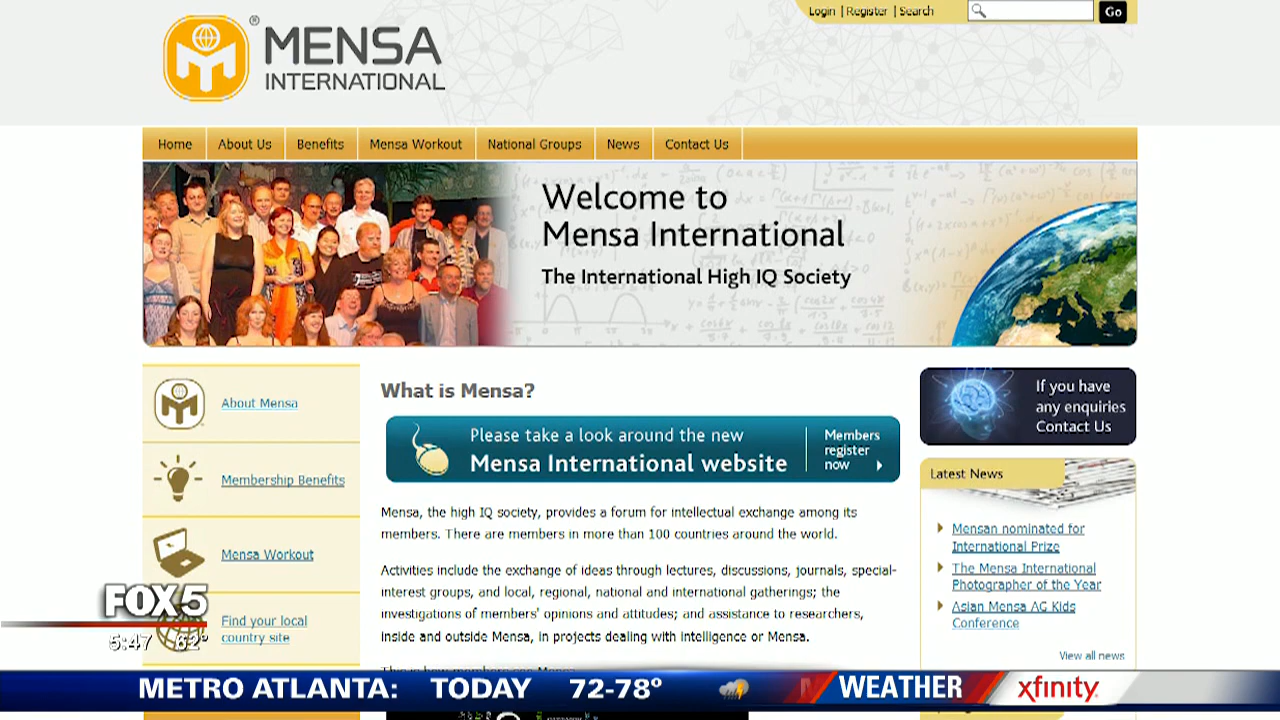 Login | Register | Search
Go
®
MENSA
INTERNATIONAL
Home
About Us
Benefits
Mensa Workout
National Groups
News
Contact Us
Welcome to
Mensa International
The International High IQ Society
About Mensa
Membership Benefits
Mensa Workout
Find your local
country site
What is Mensa?
Please take a look around the new
Mensa International website
Members
register
now
Mensa, the high IQ society, provides a forum for intellectual exchange among its
members. There are members in more than 100 countries around the world.
Activities include the exchange of ideas through lectures, discussions, journals, special-
interest groups, and local, regional, national and international gatherings; the
investigations of members' opinions and attitudes; and assistance to researchers,
inside and outside Mensa, in projects dealing with intelligence or Mensa.
This is how members see Mensa
If you have
any enquiries
Contact Us
Latest News
Mensan nominated for
International Prize
The Mensa International
Photographer of the Year
Asian Mensa AG Kids
Conference
View all news
FOX 5
5:47 62°
METRO ATLANTA: TODAY 72-78°
WEATHER
xfinity